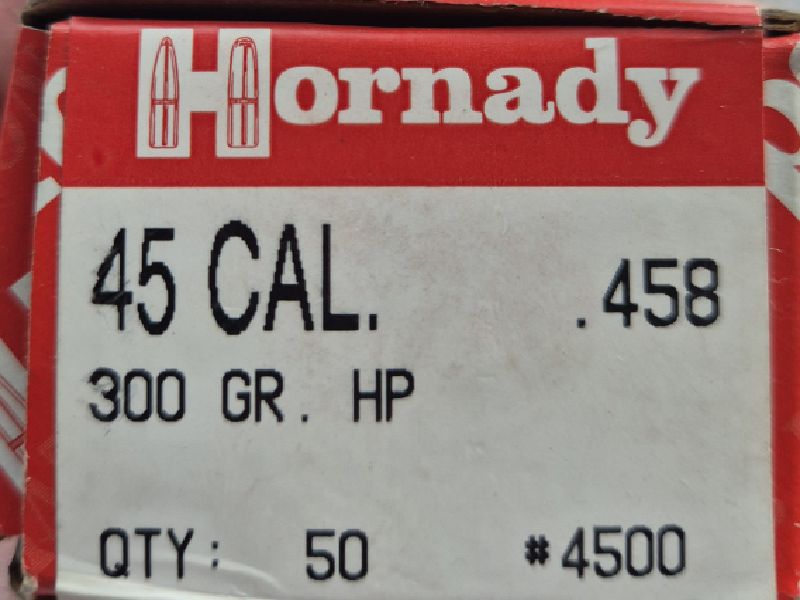 Hornady
45 CAL. .458
300 GR. HP
QTY: 50 #4500